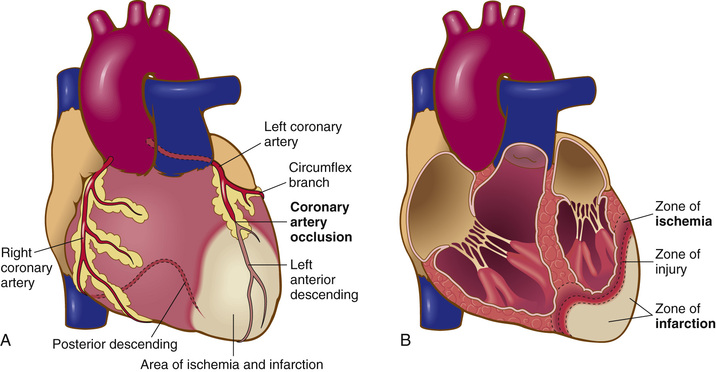 Left coronary
artery
Circumflex
branch
Coronary
artery
occlusion
Left
anterior
descending
Right
coronary
artery
Posterior descending
Area of ischemia and infarction
A
Zone of
ischemia
Zone of
injury
Zone of
infarction
B